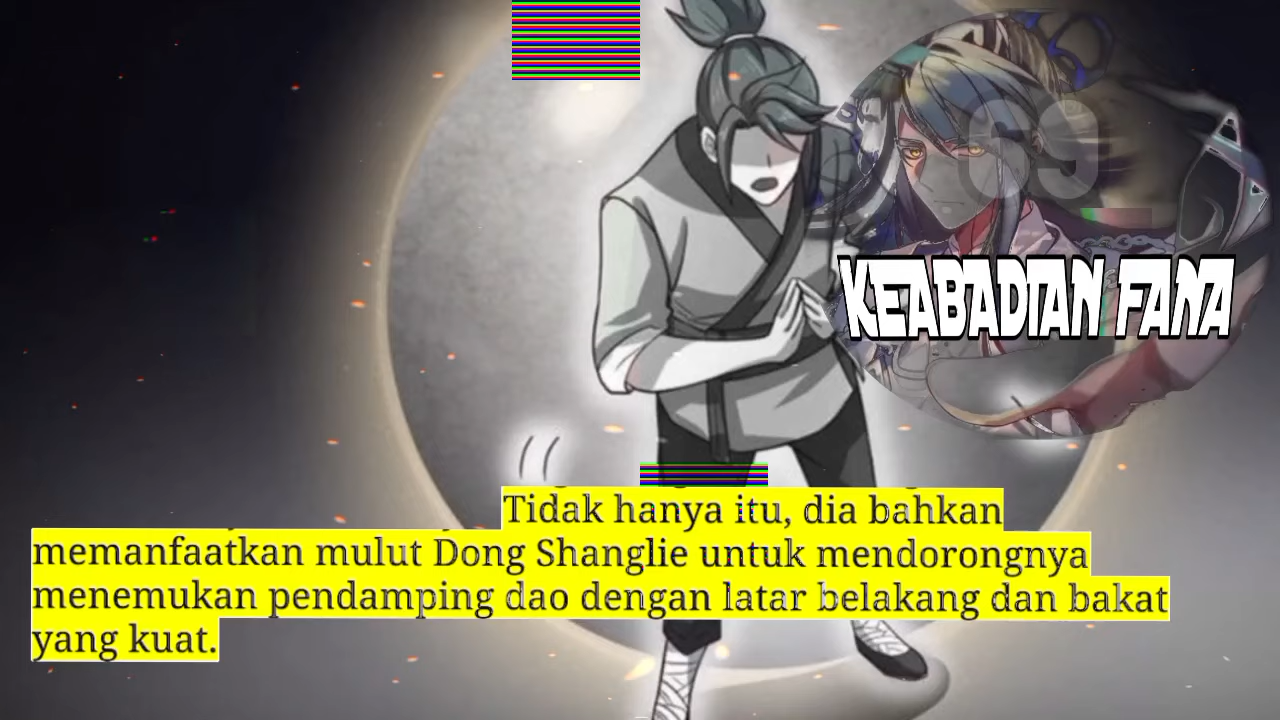 69
KEABADIAN FANA
Tidak hanya itu, dia bahkan
memanfaatkan mulut Dong Shanglie untuk mendorongnya
menemukan pendamping dao dengan latar belakang dan bakat
yang kuat.